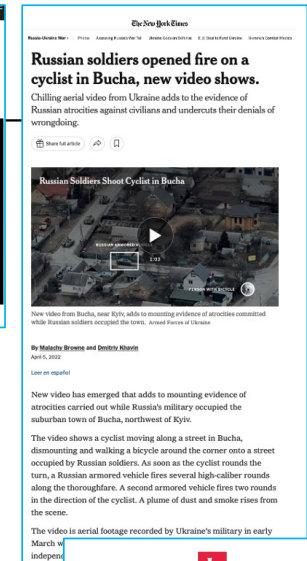 The New York Times
Russia-Ukraine War
Photos
Russian soldiers opened fire on a
cyclist in Bucha, new video shows.
Chilling aerial video from Ukraine adds to the evidence of
Russian atrocities against civilians and undercuts their denials of
wrongdoing.
Share full article
Russian Soldiers Shoot Cyclist in Bucha
RUSSIAN ARMORED
1:03
PERSON WITH BICYCLE
New video from Bucha, near Kyiv, adds to mounting evidence of atrocities committed
while Russian soldiers occupied the town. Armed Forces of Ukraine
By Malachy Browne and Dmitriy Khavin
April 5, 2022
Leer en español
New video has emerged that adds to mounting evidence of
atrocities carried out while Russia's military occupied the
suburban town of Bucha, northwest of Kyiv.
The video shows a cyclist moving along a street in Bucha,
dismounting and walking a bicycle around the corner onto a street
occupied by Russian soldiers. As soon as the cyclist rounds the
turn, a Russian armored vehicle fires several high-caliber rounds
along the thoroughfare. A second armored vehicle fires two rounds
in the direction of the cyclist. A plume of dust and smoke rises from
the scene.
The video is aerial footage recorded by Ukraine's military in early
March w
independ